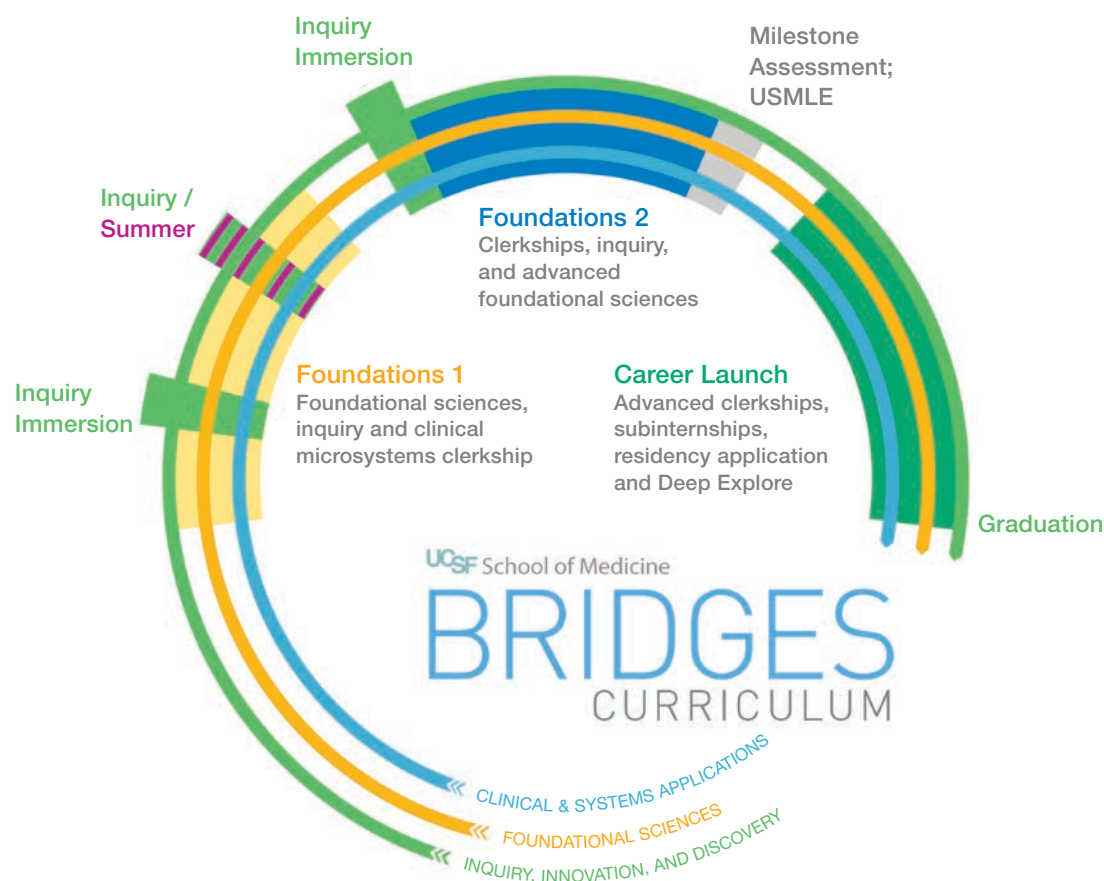 Inquiry
Immersion
Milestone
Assessment;
USMLE
Inquiry /
Summer
Foundations 2
Clerkships, inquiry,
and advanced
foundational sciences
Inquiry
Immersion
Foundations 1
Foundational sciences,
inquiry and clinical
microsystems clerkship
Career Launch
Advanced clerkships,
subinternships,
residency application
and Deep Explore
Graduation
UCSF School of Medicine
BRIDGES
CURRICULUM
CLINICAL & SYSTEMS APPLICATIONS
FOUNDATIONAL SCIENCES
INQUIRY, INNOVATION, AND DISCOVERY